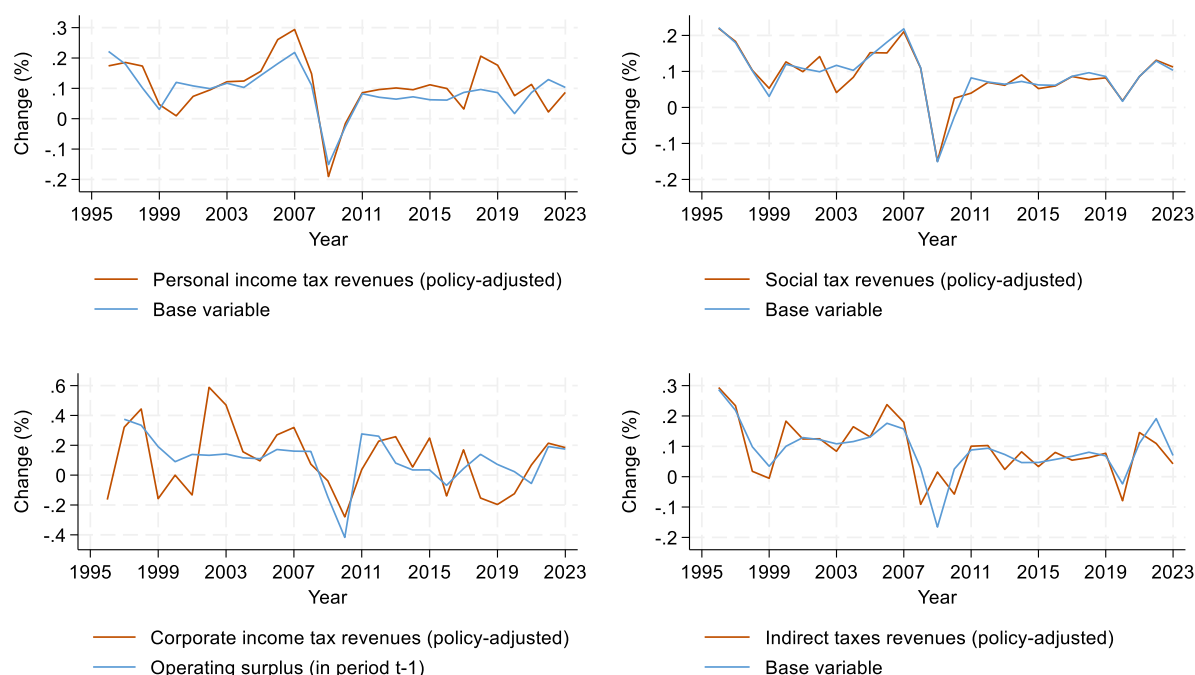 .3
.2
.1
0
-.1
-.2
Change (%)
1995 1999 2003 2007 2011 2015 2019 2023
Year
Personal income tax revenues (policy-adjusted)
Base variable
.2
.1
0
-.1
-.2
Change (%)
1995 1999 2003 2007 2011 2015 2019 2023
Year
Social tax revenues (policy-adjusted)
Base variable
.6
.4
.2
0
-.2
-.4
Change (%)
1995 1999 2003 2007 2011 2015 2019 2023
Year
Corporate income tax revenues (policy-adjusted)
Operating surplus (in period t-1)
.3
.2
.1
0
-.1
-.2
Change (%)
1995 1999 2003 2007 2011 2015 2019 2023
Year
Indirect taxes revenues (policy-adjusted)
Base variable